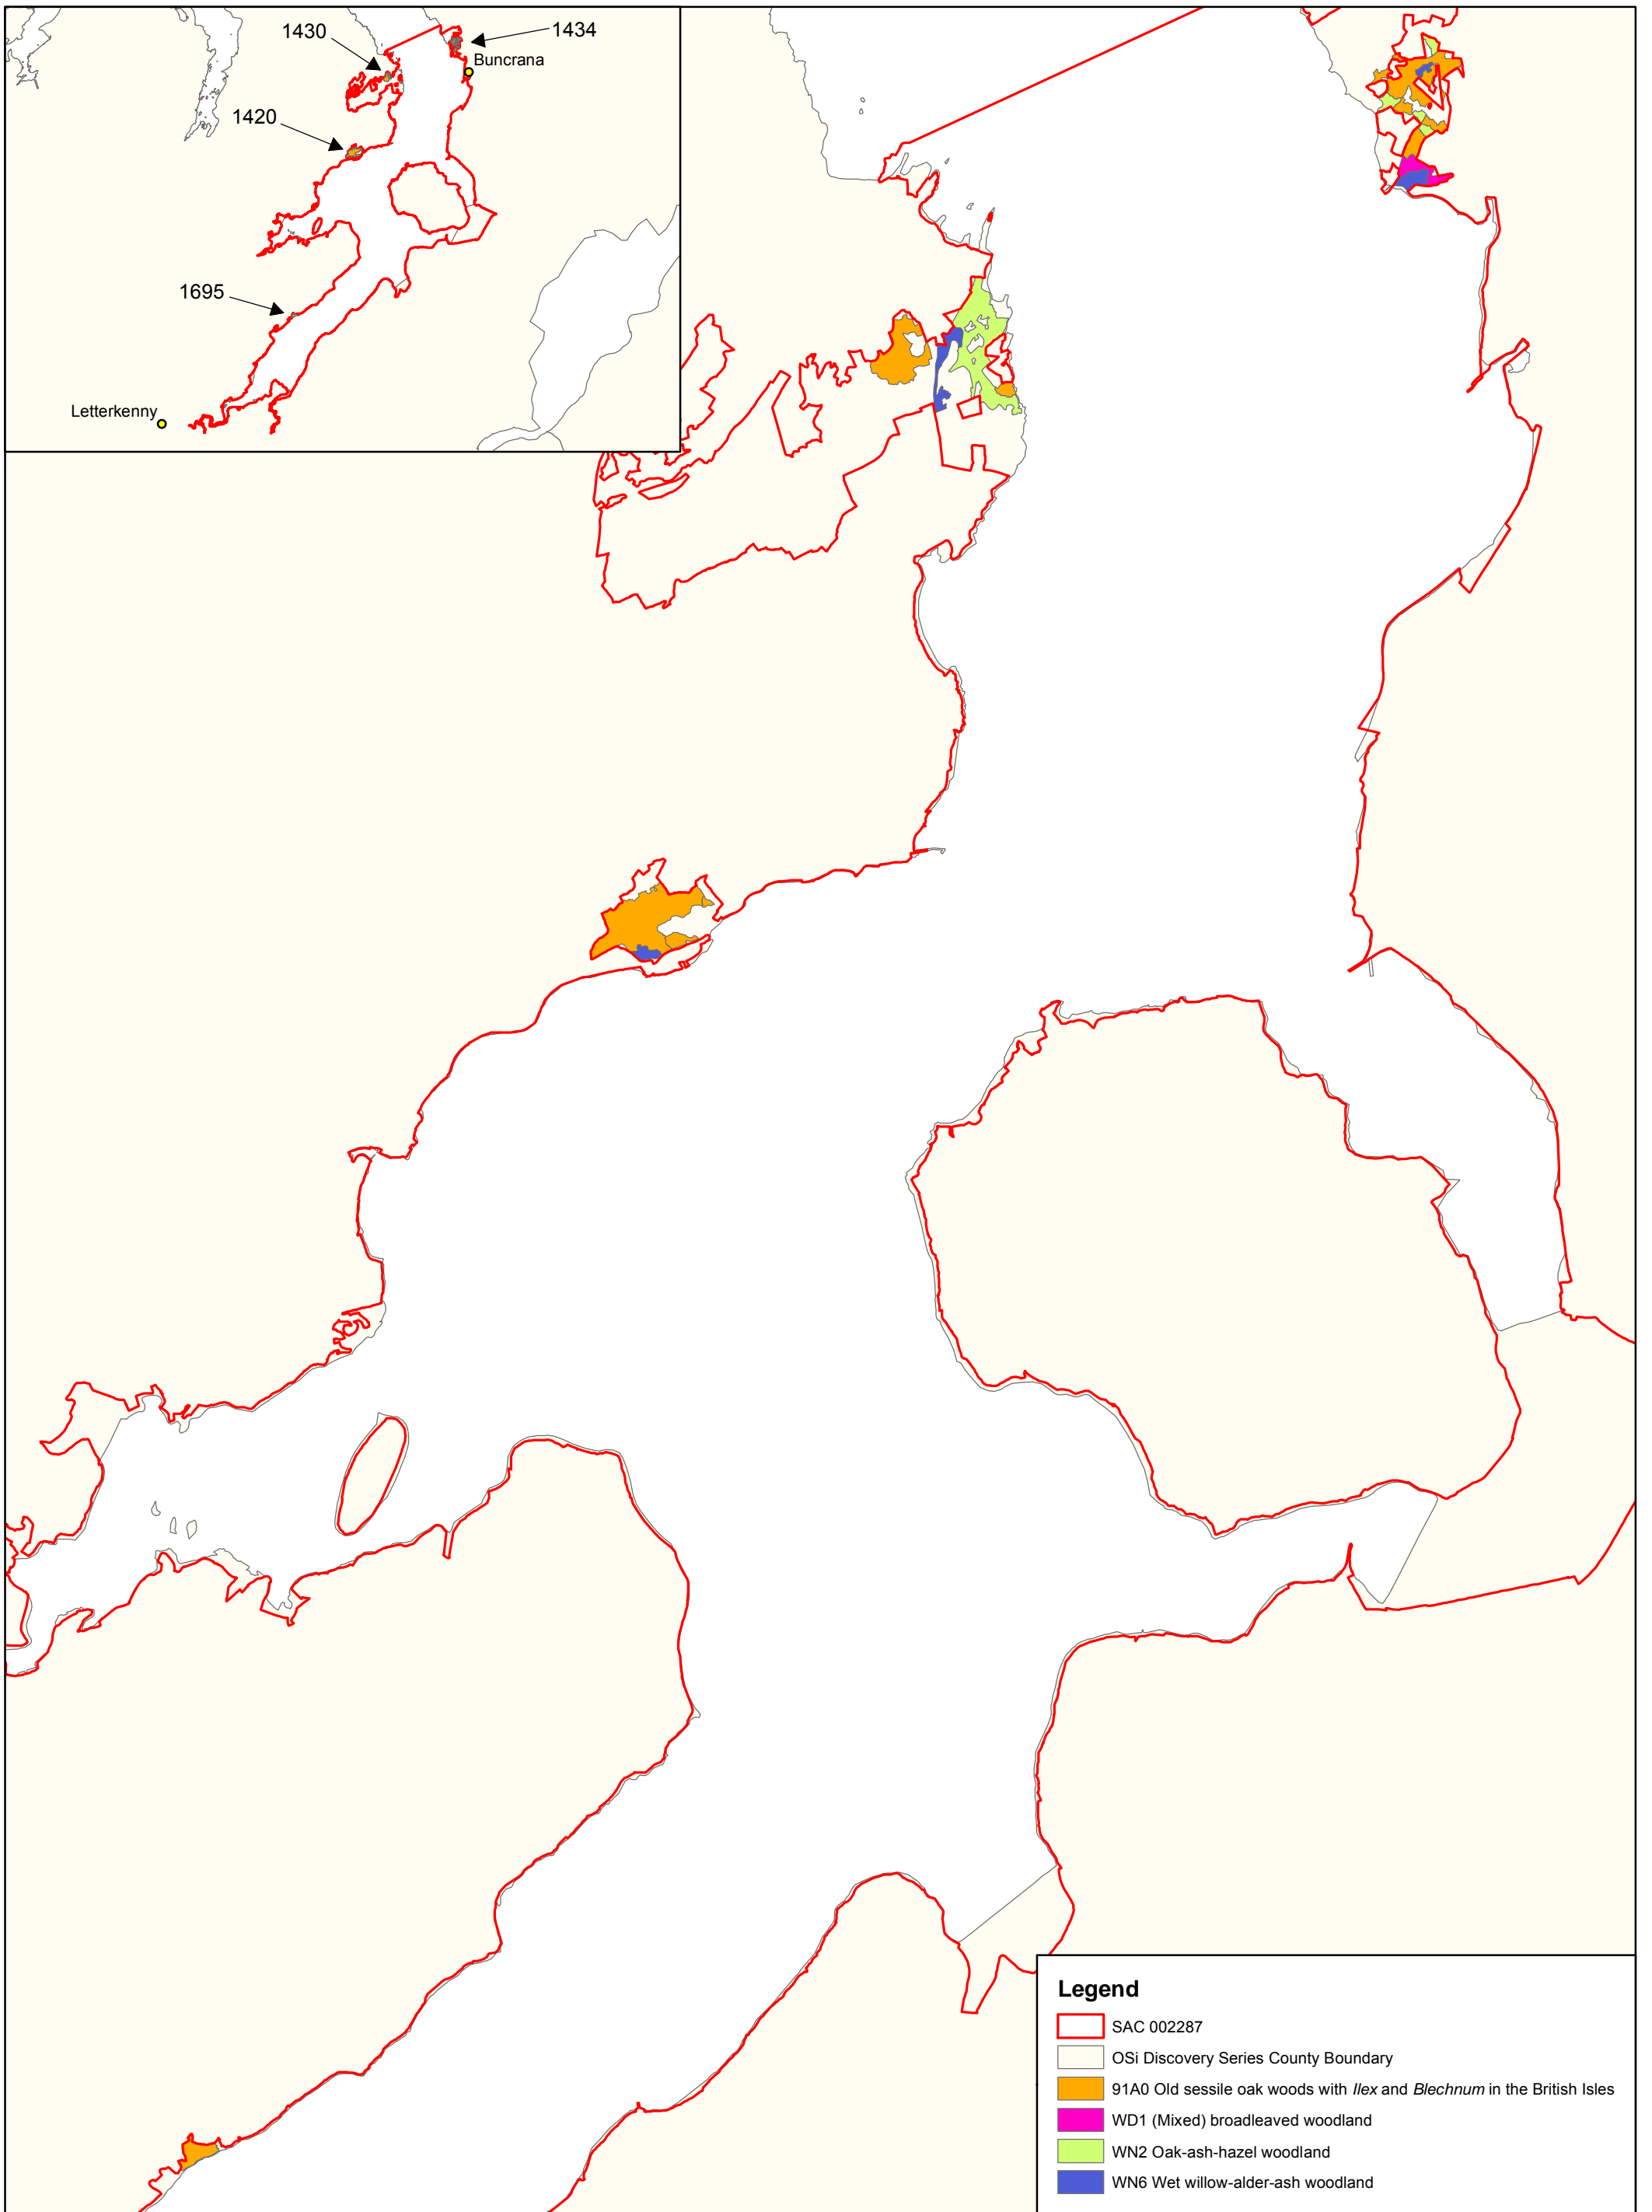 1430
1434
Buncrana
1420
1695
Letterkenny
Legend
SAC 002287
OSi Discovery Series County Boundary
91A0 Old sessile oak woods with Ilex and Blechnum in the British Isles
WD1 (Mixed) broadleaved woodland
WN2 Oak-ash-hazel woodland
WN6 Wet willow-alder-ash woodland